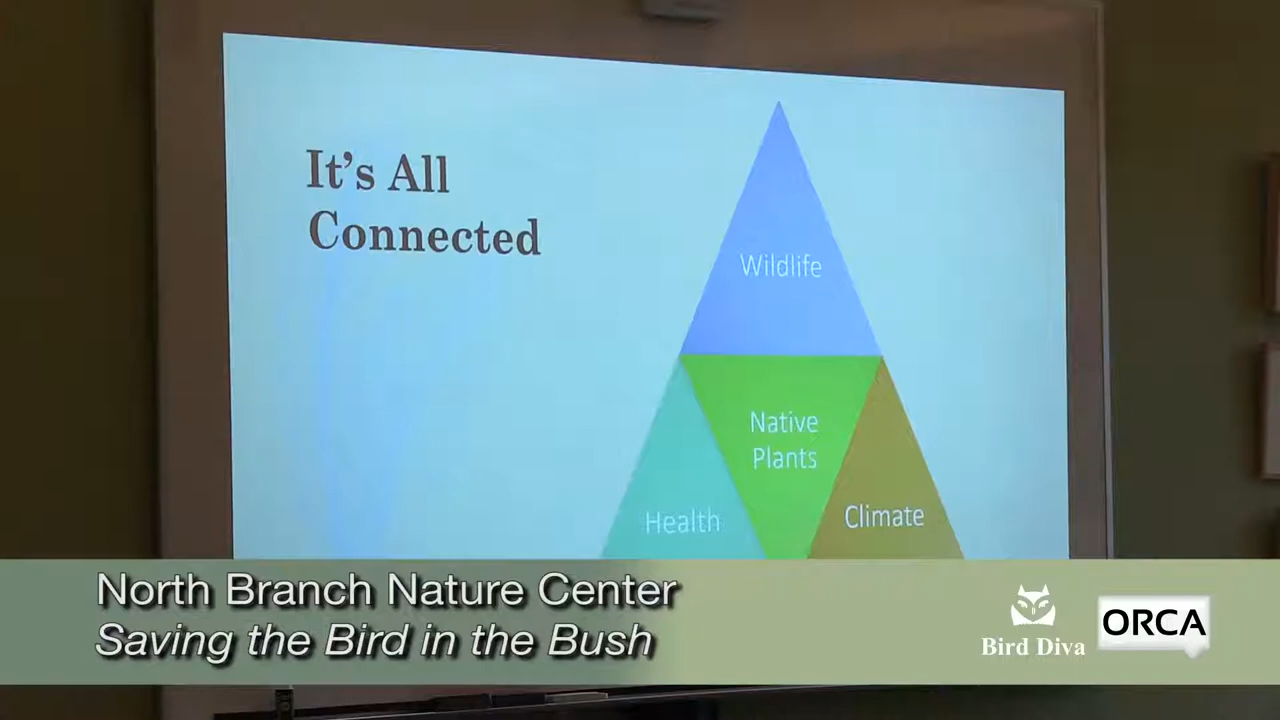 It's All
Connected
Wildlife
Native
Plants
Health
Climate
North Branch Nature Center
Saving the Bird in the Bush
Bird Diva
ORCA